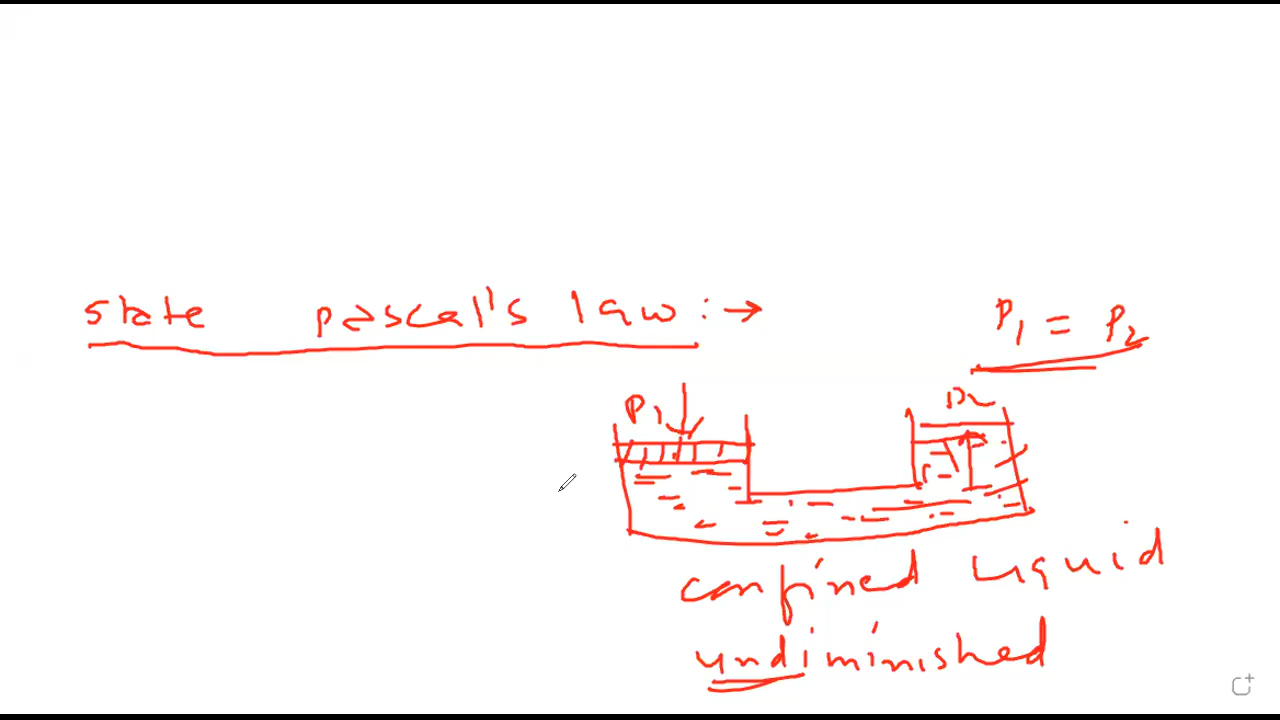 state pascal's law :→
P1 = P2
P1
P2
confined liquid
undiminished